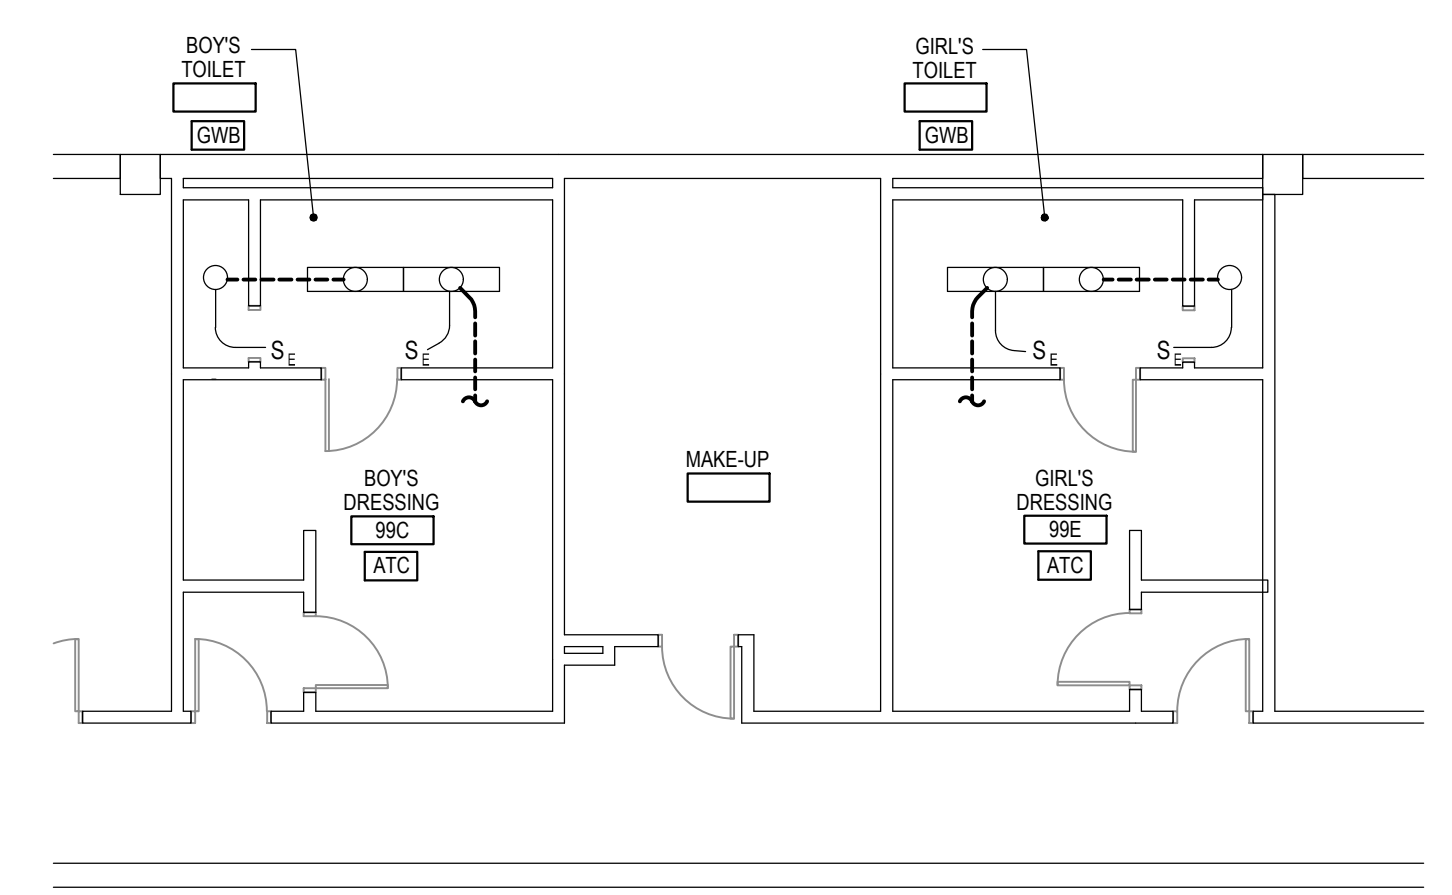 BOY'S
TOILET
GWB
GIRL'S
TOILET
GWB
S E
S E
S E
S E
MAKE-UP
BOY'S
DRESSING
99C
ATC
GIRL'S
DRESSING
99E
ATC